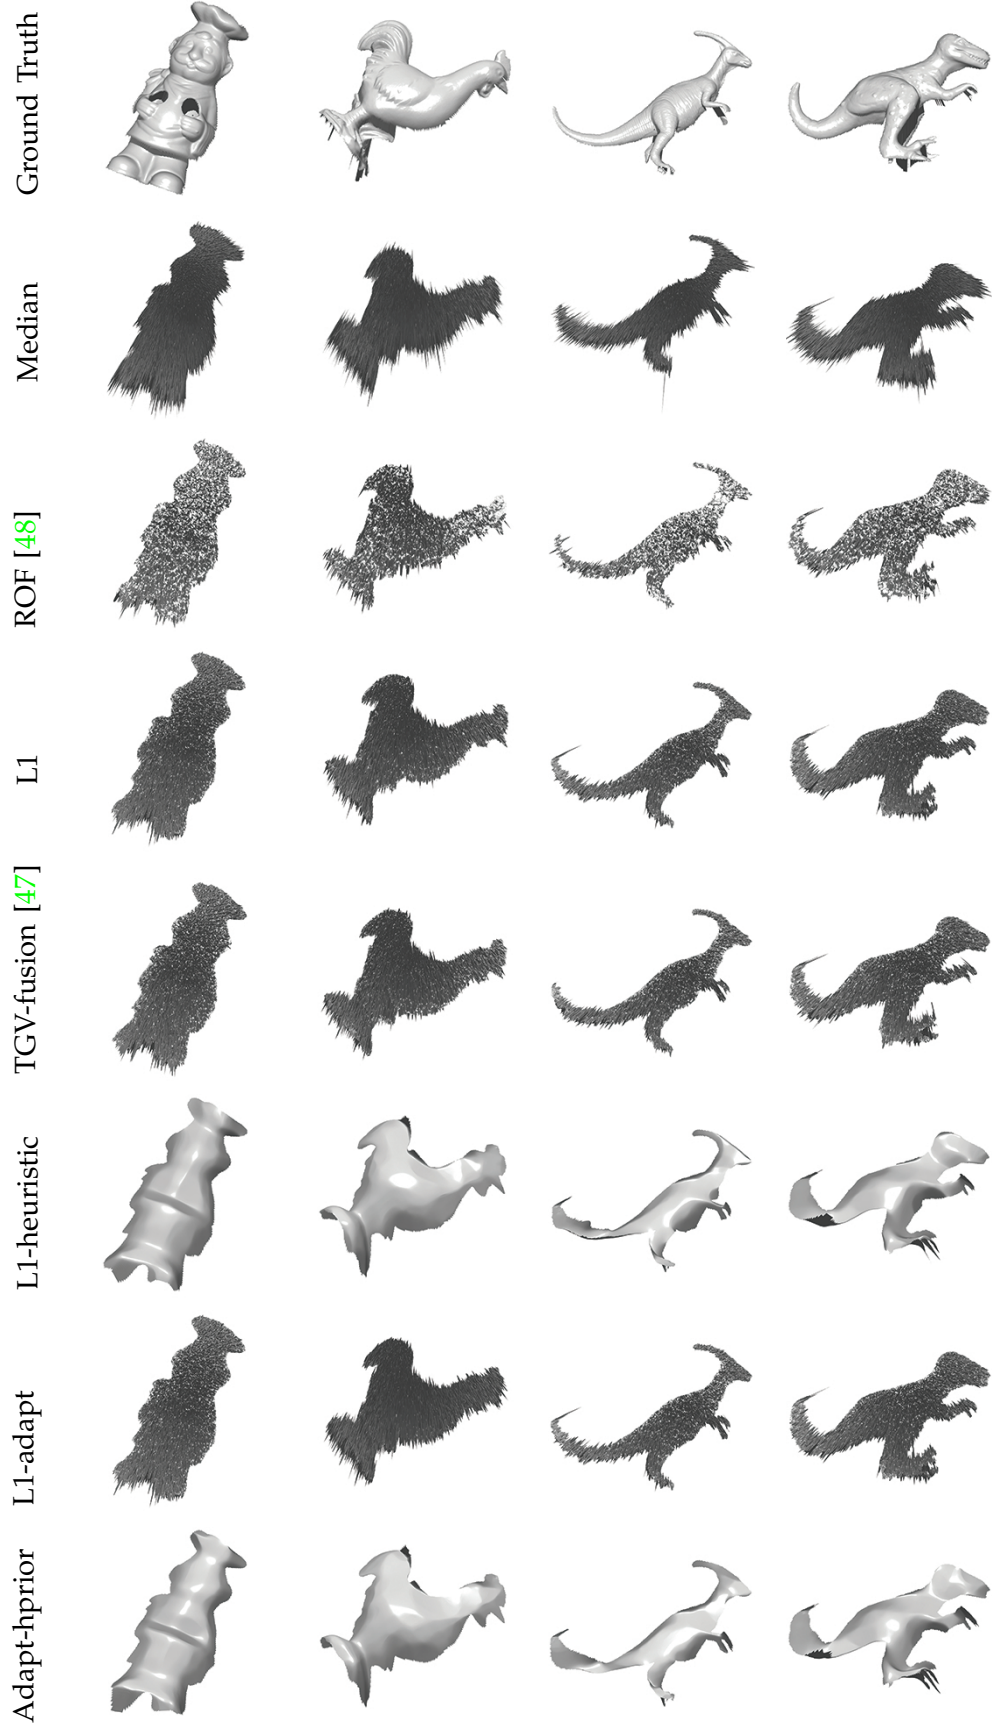 Ground Truth
Median
ROF [48]
L1
TGV-fusion [47]
L1-heuristic
L1-adapt
Adapt-hprior